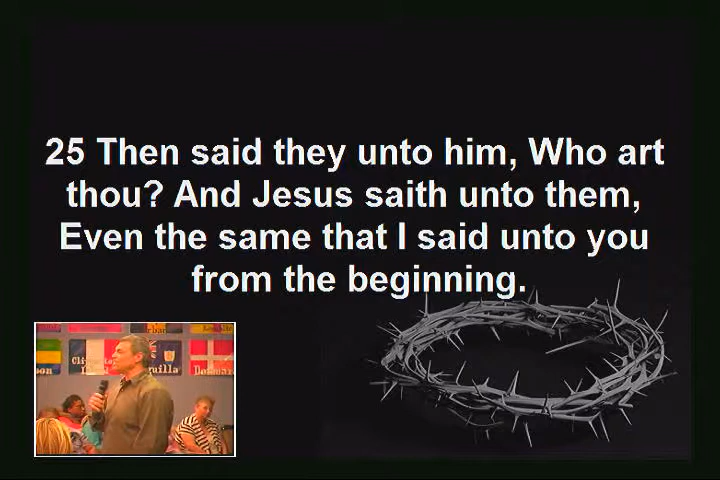 25 Then said they unto him, Who art
thou? And Jesus saith unto them,
Even the same that I said unto you
from the beginning.